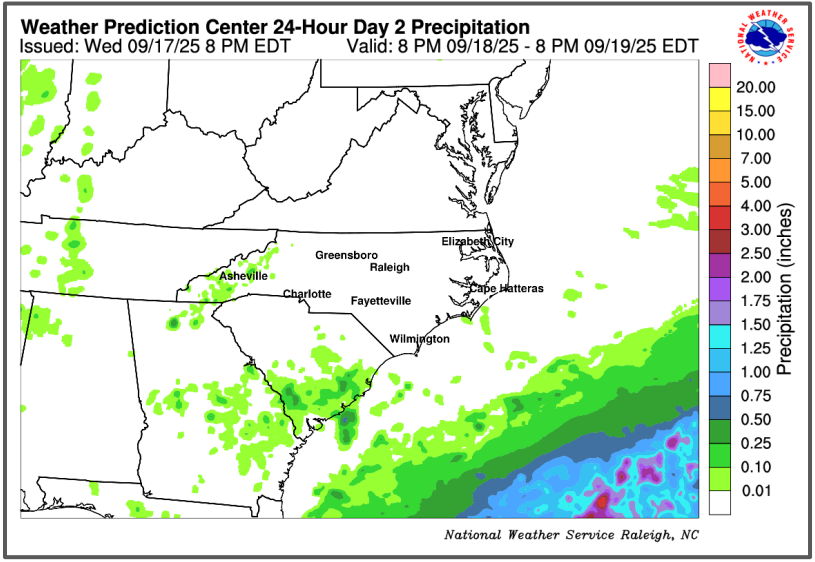 Weather Prediction Center 24-Hour Day 2 Precipitation
Issued: Wed 09/17/25 8 PM EDT Valid: 8 PM 09/18/25 - 8 PM 09/19/25 EDT
NATIONAL WEATHER SERVICE
20.00
15.00
10.00
7.00
5.00
4.00
3.00
2.50
2.00
1.75
1.50
1.25
1.00
0.75
0.50
0.25
0.10
0.01
Precipitation (inches)
Elizabeth City
Greensboro
Raleigh
Asheville
Cape Hatteras
Charlotte
Fayetteville
Wilmington
National Weather Service Raleigh, NC